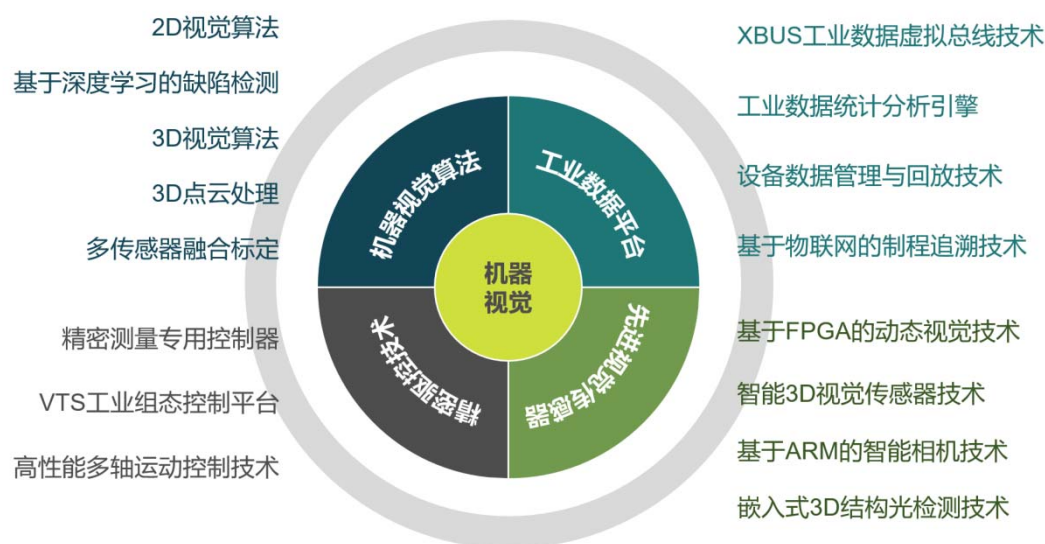 2D视觉算法
基于深度学习的缺陷检测
3D视觉算法
3D点云处理
多传感器融合标定
精密测量专用控制器
VTS工业组态控制平台
高性能多轴运动控制技术
机器视觉算法
工业数据平台
机器
视觉
精密驱控技术
先进视觉传感器
XBUS工业数据虚拟总线技术
工业数据统计分析引擎
设备数据管理与回放技术
基于物联网的制程追溯技术
基于FPGA的动态视觉技术
智能3D视觉传感器技术
基于ARM的智能相机技术
嵌入式3D结构光检测技术